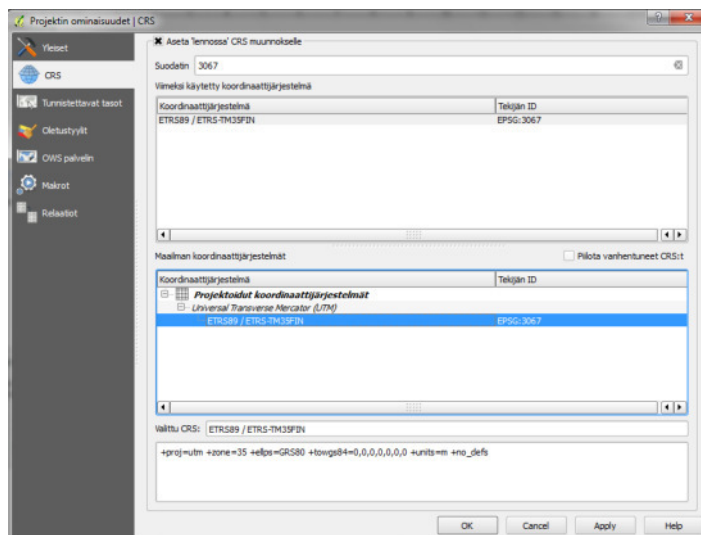 Projektin ominaisuudet | CRS
Yleiset
CRS
Tunnistettavat tasot
Oletustyylit
OWS palvelin
Makrot
Relaatiot
Aseta 'lennossa' CRS muunnokselle
Suodatin 3067
Viimeksi käytetty koordinaattijärjestelmä
Koordinaattijärjestelmä Tekijän ID
ETRS89 / ETRS-TM35FIN EPSG:3067
Maailman koordinaattijärjestelmät Piilota vanhentuneet CRS:t
Koordinaattijärjestelmä Tekijän ID
Projektoidut koordinaattijärjestelmät
Universal Transverse Mercator (UTM)
ETRS89 / ETRS-TM35FIN EPSG:3067
Valittu CRS: ETRS89 / ETRS-TM35FIN
+proj=utm +zone=35 +ellps=GRS80 +towgs84=0,0,0,0,0,0,0 +units=m +no_defs
OK Cancel Apply Help